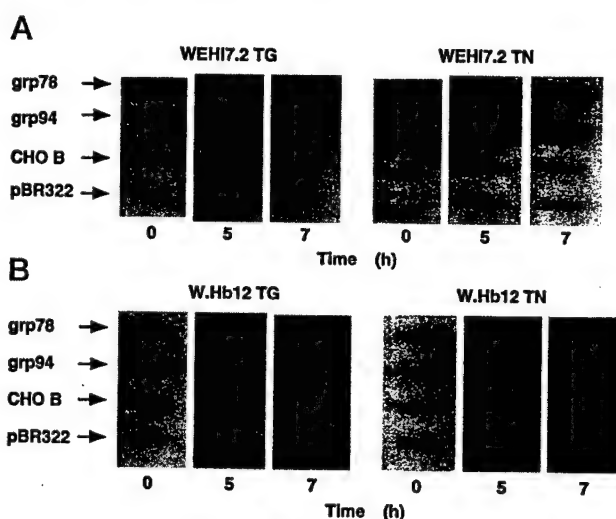 A
WEHI7.2 TG
WEHI7.2 TN
grp78
grp94
CHO B
pBR322
0 5 7 0 5 7
Time (h)
B
W.Hb12 TG
W.Hb12 TN
grp78
grp94
CHO B
pBR322
0 5 7 0 5 7
Time (h)